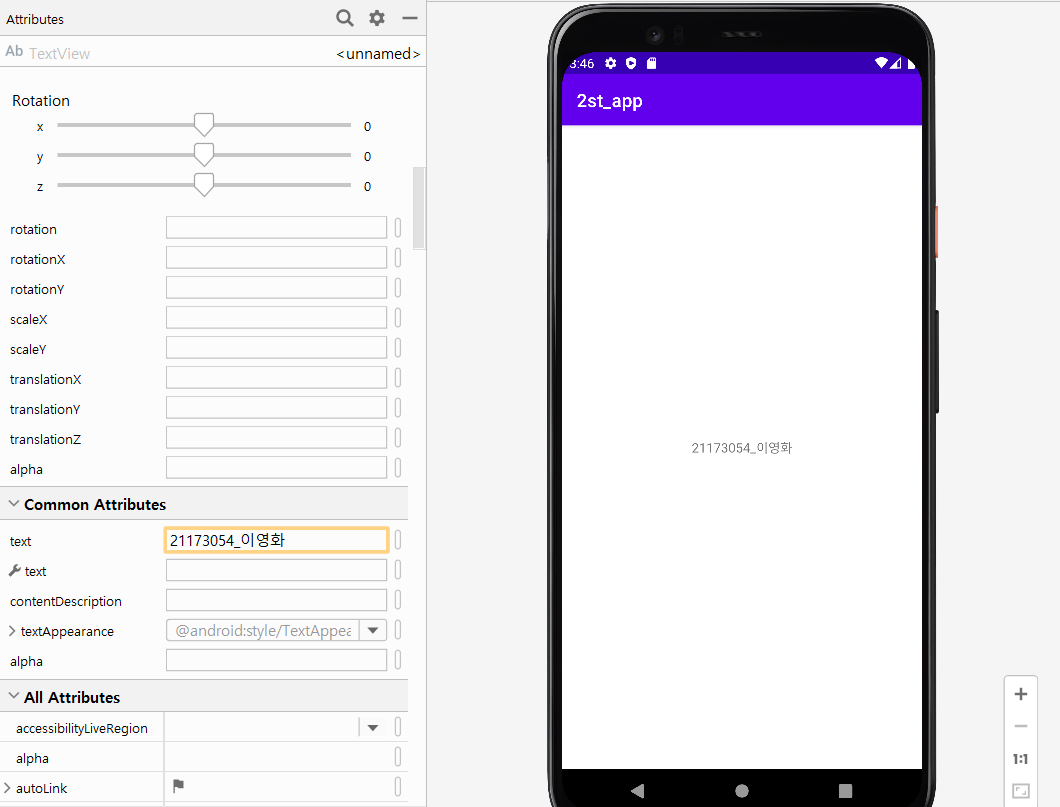 Attributes
Ab TextView <unnamed>
Rotation
x 0
y 0
z 0
rotation
rotationX
rotationY
scaleX
scaleY
translationX
translationY
translationZ
alpha
Common Attributes
text 21173054_이영화
text
contentDescription
textAppearance @android:style/TextAppea
alpha
All Attributes
accessibilityLiveRegion
alpha
autoLink
3:46
2st_app
21173054_이영화
1:1